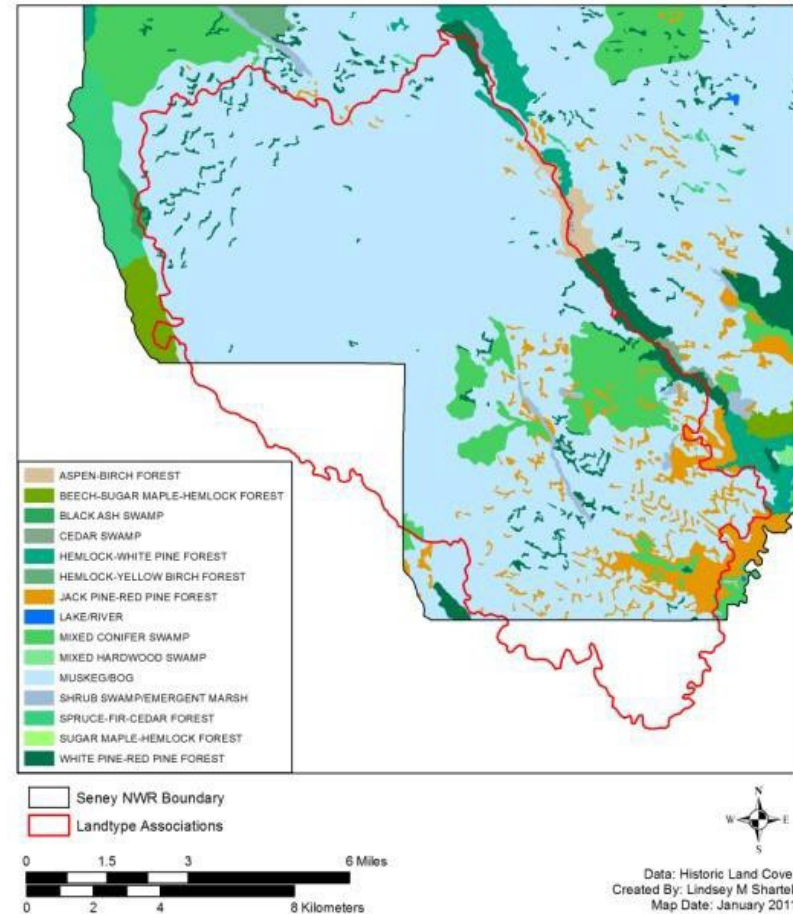 ASPEN-BIRCH FOREST
BEECH-SUGAR MAPLE-HEMLOCK FOREST
BLACK ASH SWAMP
CEDAR SWAMP
HEMLOCK-WHITE PINE FOREST
HEMLOCK-YELLOW BIRCH FOREST
JACK PINE-RED PINE FOREST
LAKE/RIVER
MIXED CONIFER SWAMP
MIXED HARDWOOD SWAMP
MUSKEG/BOG
SHRUB SWAMP/EMERGENT MARSH
SPRUCE-FIR-CEDAR FOREST
SUGAR MAPLE-HEMLOCK FOREST
WHITE PINE-RED PINE FOREST
Seney NWR Boundary
Landtype Associations
0 1.5 3 6 Miles
0 2 4 8 Kilometers
N
W E
S
Data: Historic Land Cove
Created By: Lindsey M Shartel
Map Date: January 2011